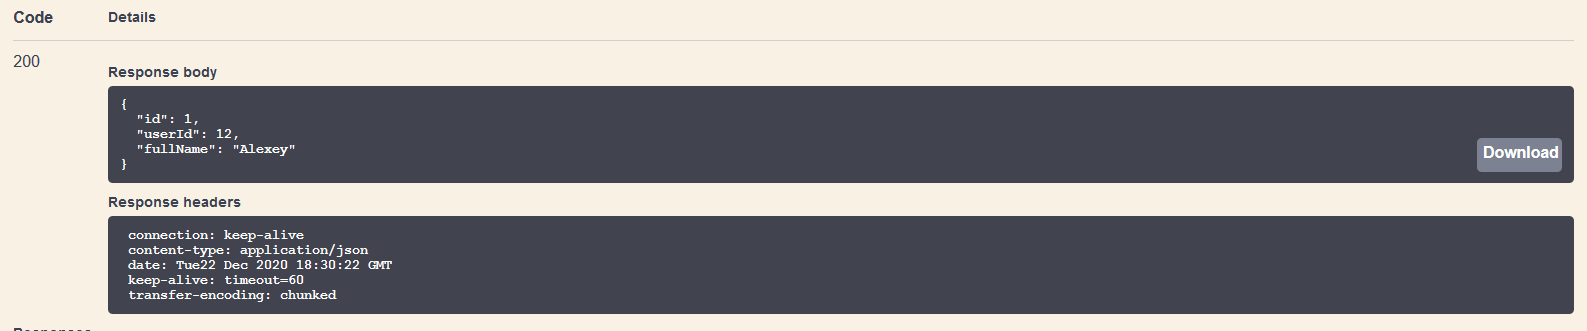 Code Details
200
Response body
{
"id": 1,
"userId": 12,
"fullName": "Alexey"
}
Download
Response headers
connection: keep-alive
content-type: application/json
date: Tue22 Dec 2020 18:30:22 GMT
keep-alive: timeout=60
transfer-encoding: chunked